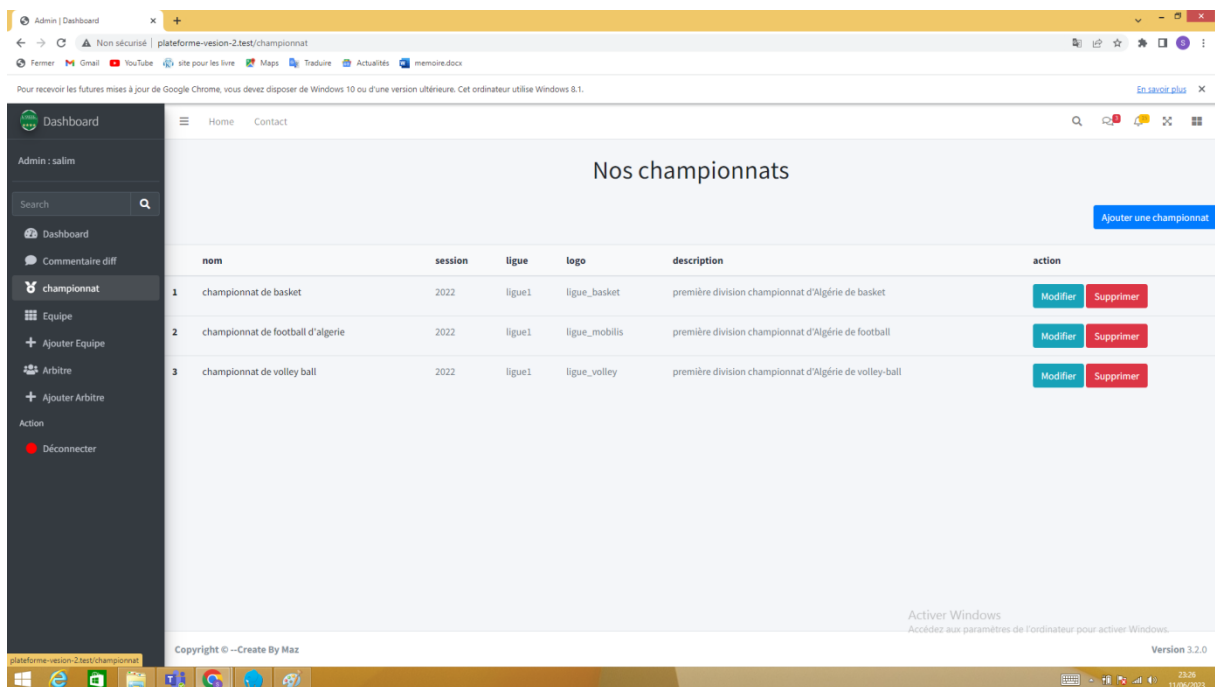 Admin | Dashboard
Non sécurisé | plateforme-vesion-2.test/championnat
Fermer Gmail YouTube site pour les livre Maps Traduire Actualités memoire.docx
Pour recevoir les futures mises à jour de Google Chrome, vous devez disposer de Windows 10 ou d'une version ultérieure. Cet ordinateur utilise Windows 8.1. En savoir plus
Dashboard
Home Contact
Admin : salim
Nos championnats
Search
Ajouter une championnat
Dashboard
Commentaire diff
championnat
Equipe
Ajouter Equipe
Arbitre
Ajouter Arbitre
Action
Déconnecter
nom session ligue logo description action
1 championnat de basket 2022 ligue1 ligue_basket première division championnat d'Algérie de basket Modifier Supprimer
2 championnat de football d'algerie 2022 ligue1 ligue_mobilis première division championnat d'Algérie de football Modifier Supprimer
3 championnat de volley ball 2022 ligue1 ligue_volley première division championnat d'Algérie de volley-ball Modifier Supprimer
Activer Windows
Accédez aux paramètres de l'ordinateur pour activer Windows.
Copyright © --Create By Maz Version 3.2.0
plateforme-vesion-2.test/championnat
23:26
11/06/2023